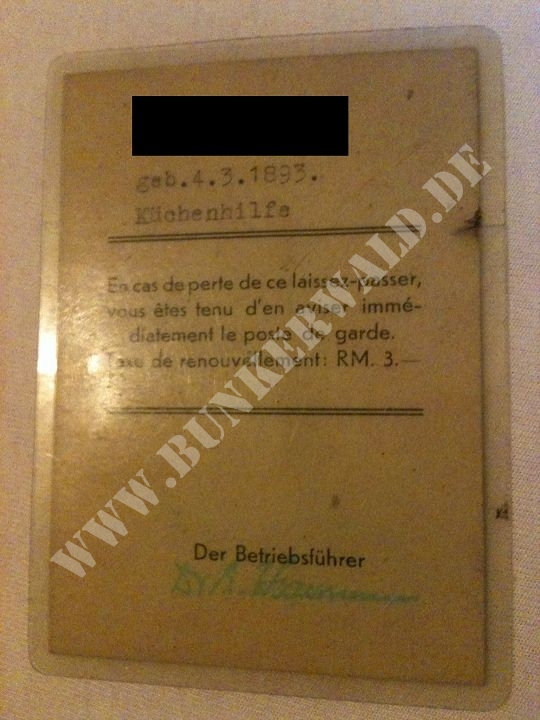 geb.4.3.1893.
Küchenhilfe
En cas de perte de ce laissez-passer,
vous êtes tenu d'en aviser immé-
diatement le poste de garde.
Taxe de renouvellement: RM. 3.—
Der Betriebsführer
WWW.BUNKERWALD.DE